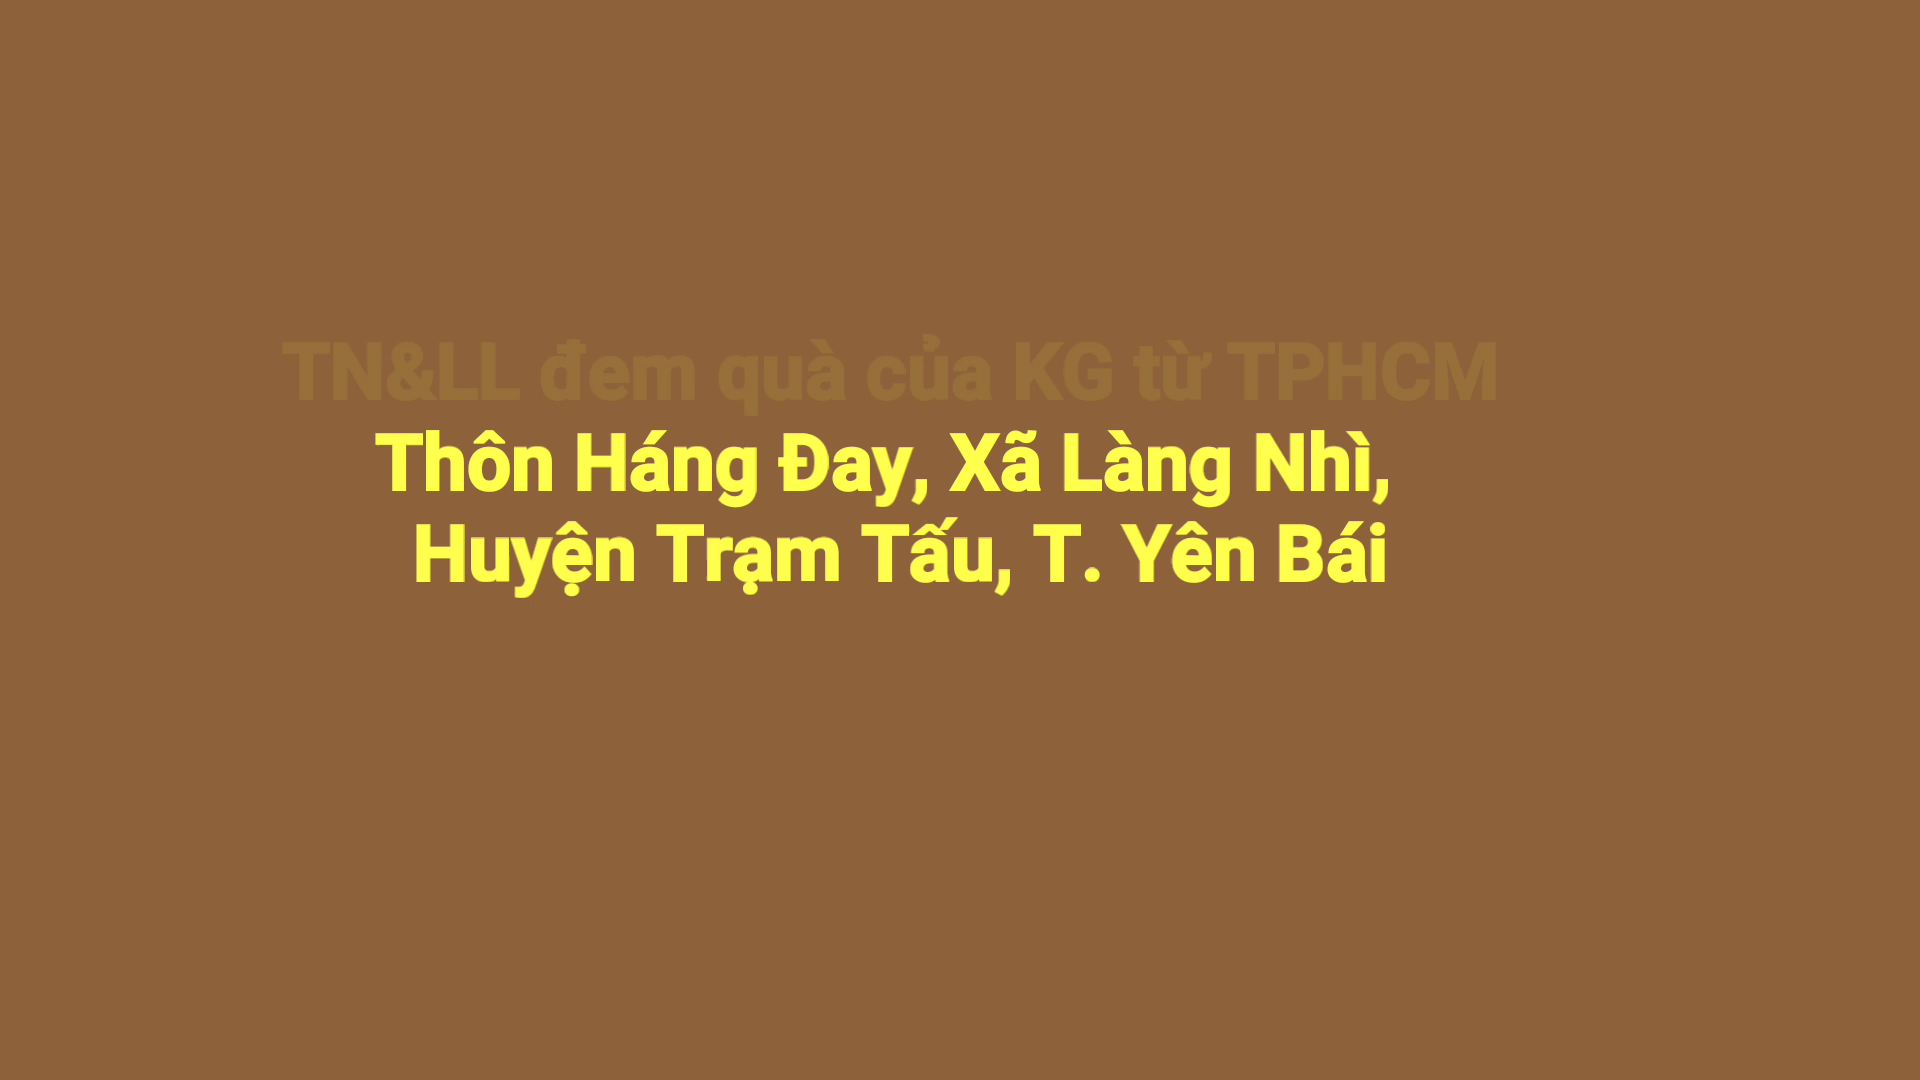 TN&LL đem quà của KG từ TPHCM
Thôn Háng Đay, Xã Làng Nhì,
Huyện Trạm Tấu, T. Yên Bái